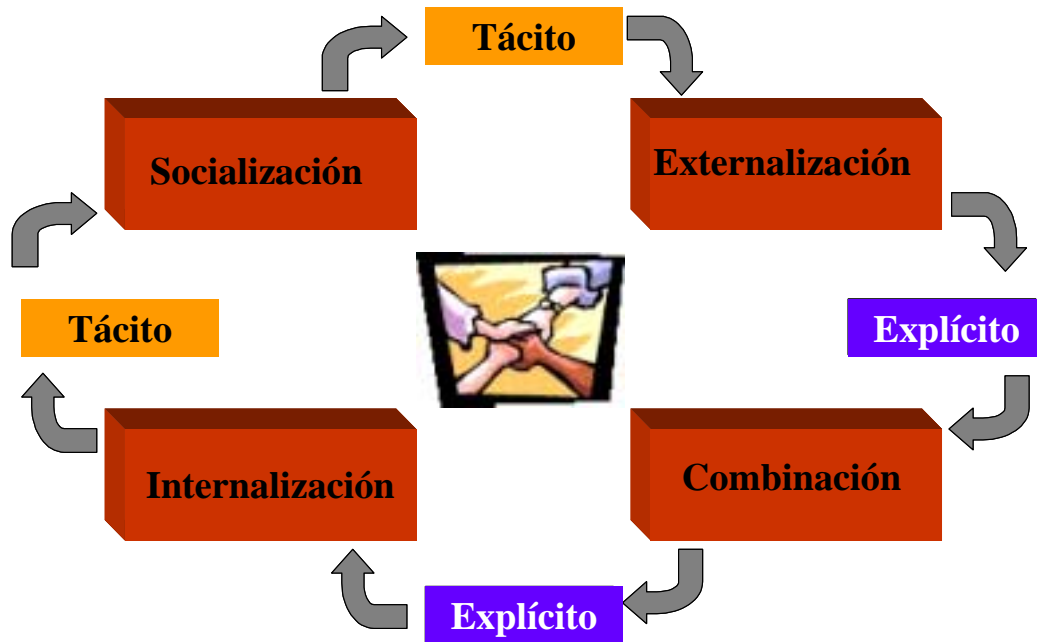 Tácito
Socialización
Externalización
Tácito
Explícito
Internalización
Combinación
Explícito